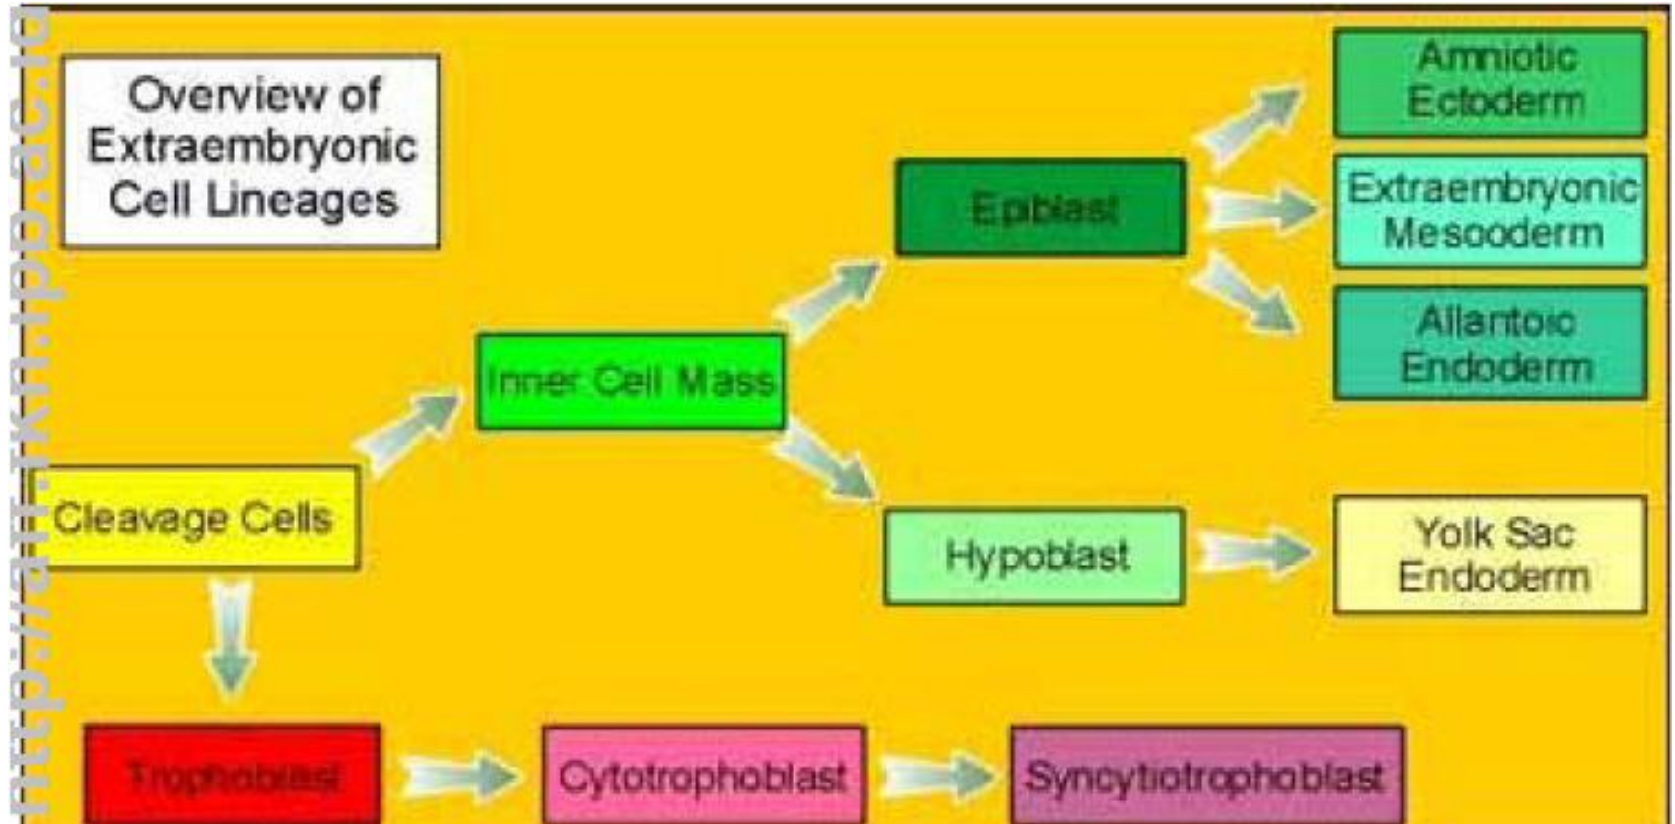 Overview of
Extraembryonic
Cell Lineages
Amniotic
Ectoderm
Epiblast
Extraembryonic
Mesooderm
Allantoic
Endoderm
Inner Cell Mass
Cleavage Cells
Hypoblast
Yolk Sac
Endoderm
Trophoblast
Cytotrophoblast
Syncytiotrophoblast